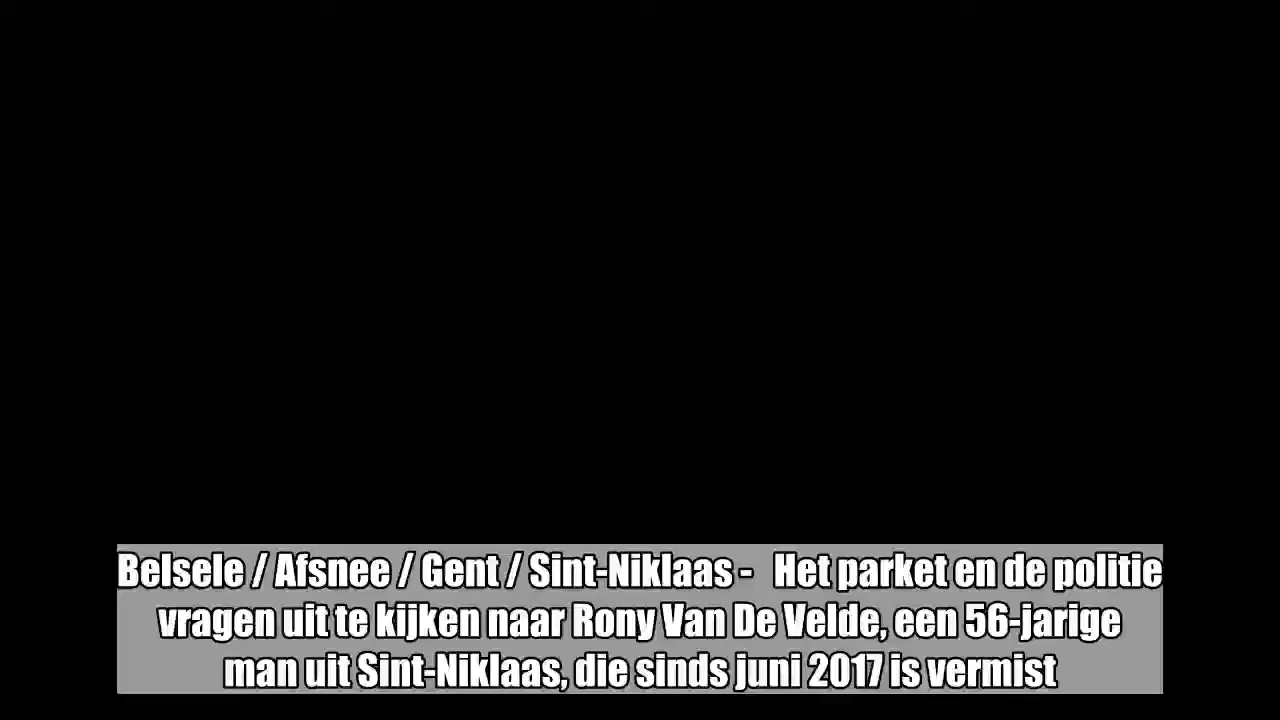 Belsele / Afsnee / Gent / Sint-Niklaas -   Het parket en de politie
vragen uit te kijken naar Rony Van De Velde, een 56-jarige
man uit Sint-Niklaas, die sinds juni 2017 is vermist